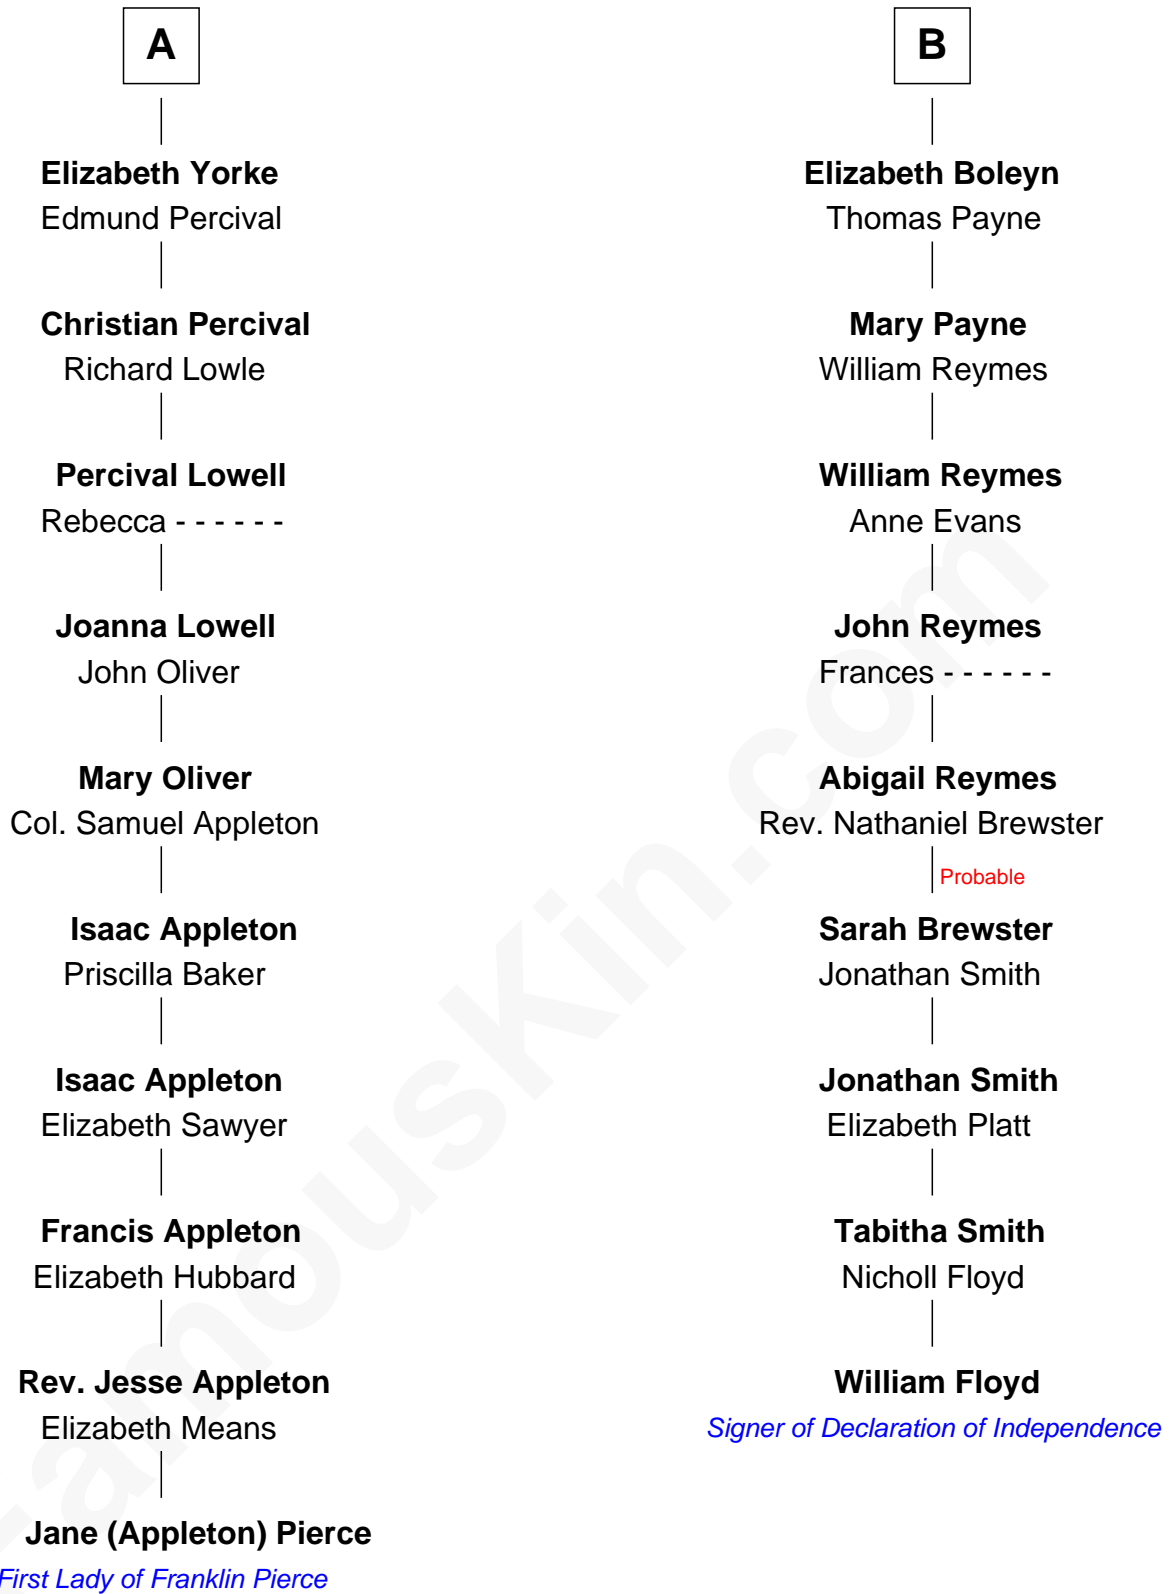 A
Elizabeth Yorke
Edmund Percival
Christian Percival
Richard Lowle
Percival Lowell
Rebecca - - - - - -
Joanna Lowell
John Oliver
Mary Oliver
Col. Samuel Appleton
Isaac Appleton
Priscilla Baker
Isaac Appleton
Elizabeth Sawyer
Francis Appleton
Elizabeth Hubbard
Rev. Jesse Appleton
Elizabeth Means
Jane (Appleton) Pierce
First Lady of Franklin Pierce
B
Elizabeth Boleyn
Thomas Payne
Mary Payne
William Reymes
William Reymes
Anne Evans
John Reymes
Frances - - - - - -
Abigail Reymes
Rev. Nathaniel Brewster
Probable
Sarah Brewster
Jonathan Smith
Jonathan Smith
Elizabeth Platt
Tabitha Smith
Nicholl Floyd
William Floyd
Signer of Declaration of Independence
FamousKin.com